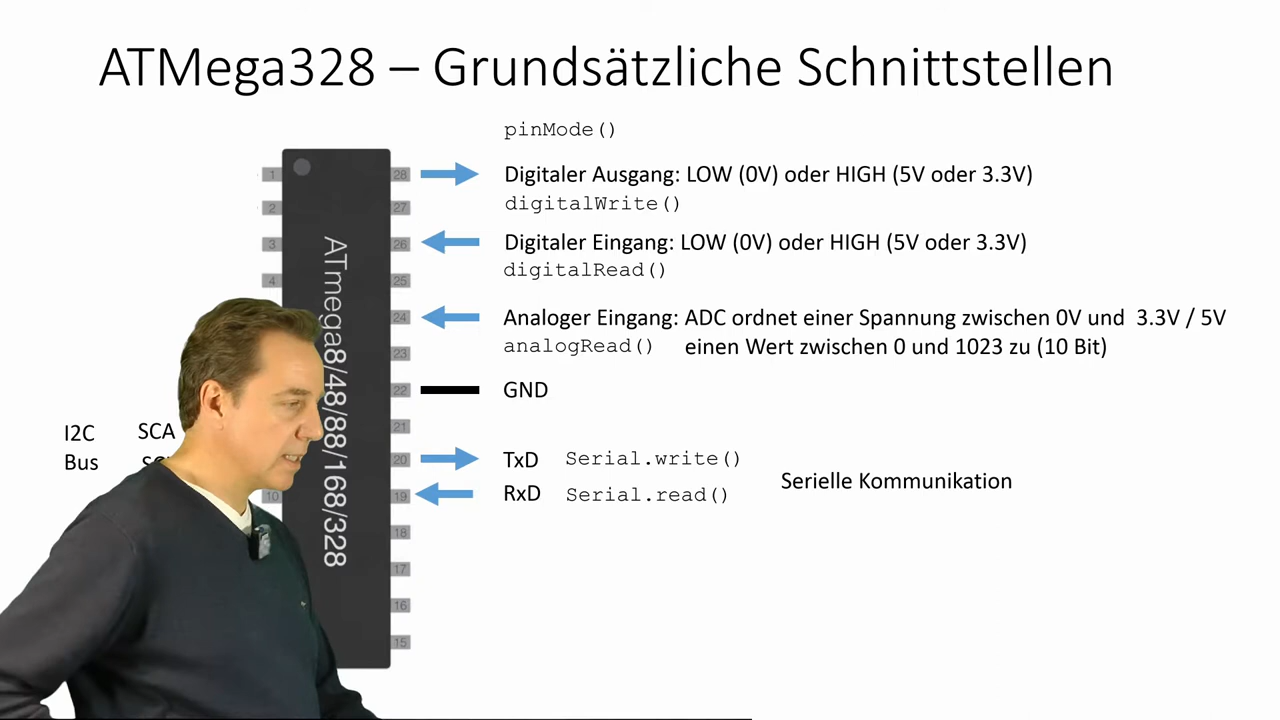 ATMega328 – Grundsätzliche Schnittstellen
pinMode()
1
28
Digitaler Ausgang: LOW (0V) oder HIGH (5V oder 3.3V)
2
27
digitalWrite()
3
26
Digitaler Eingang: LOW (0V) oder HIGH (5V oder 3.3V)
digitalRead()
4
25
24
Analoger Eingang: ADC ordnet einer Spannung zwischen 0V und 3.3V / 5V
analogRead() einen Wert zwischen 0 und 1023 zu (10 Bit)
23
22
GND
ATmega8/48/88/168/328
21
I2C SCA
Bus
20
TxD Serial.write()
Serielle Kommunikation
10
19
RxD Serial.read()
18
17
16
15